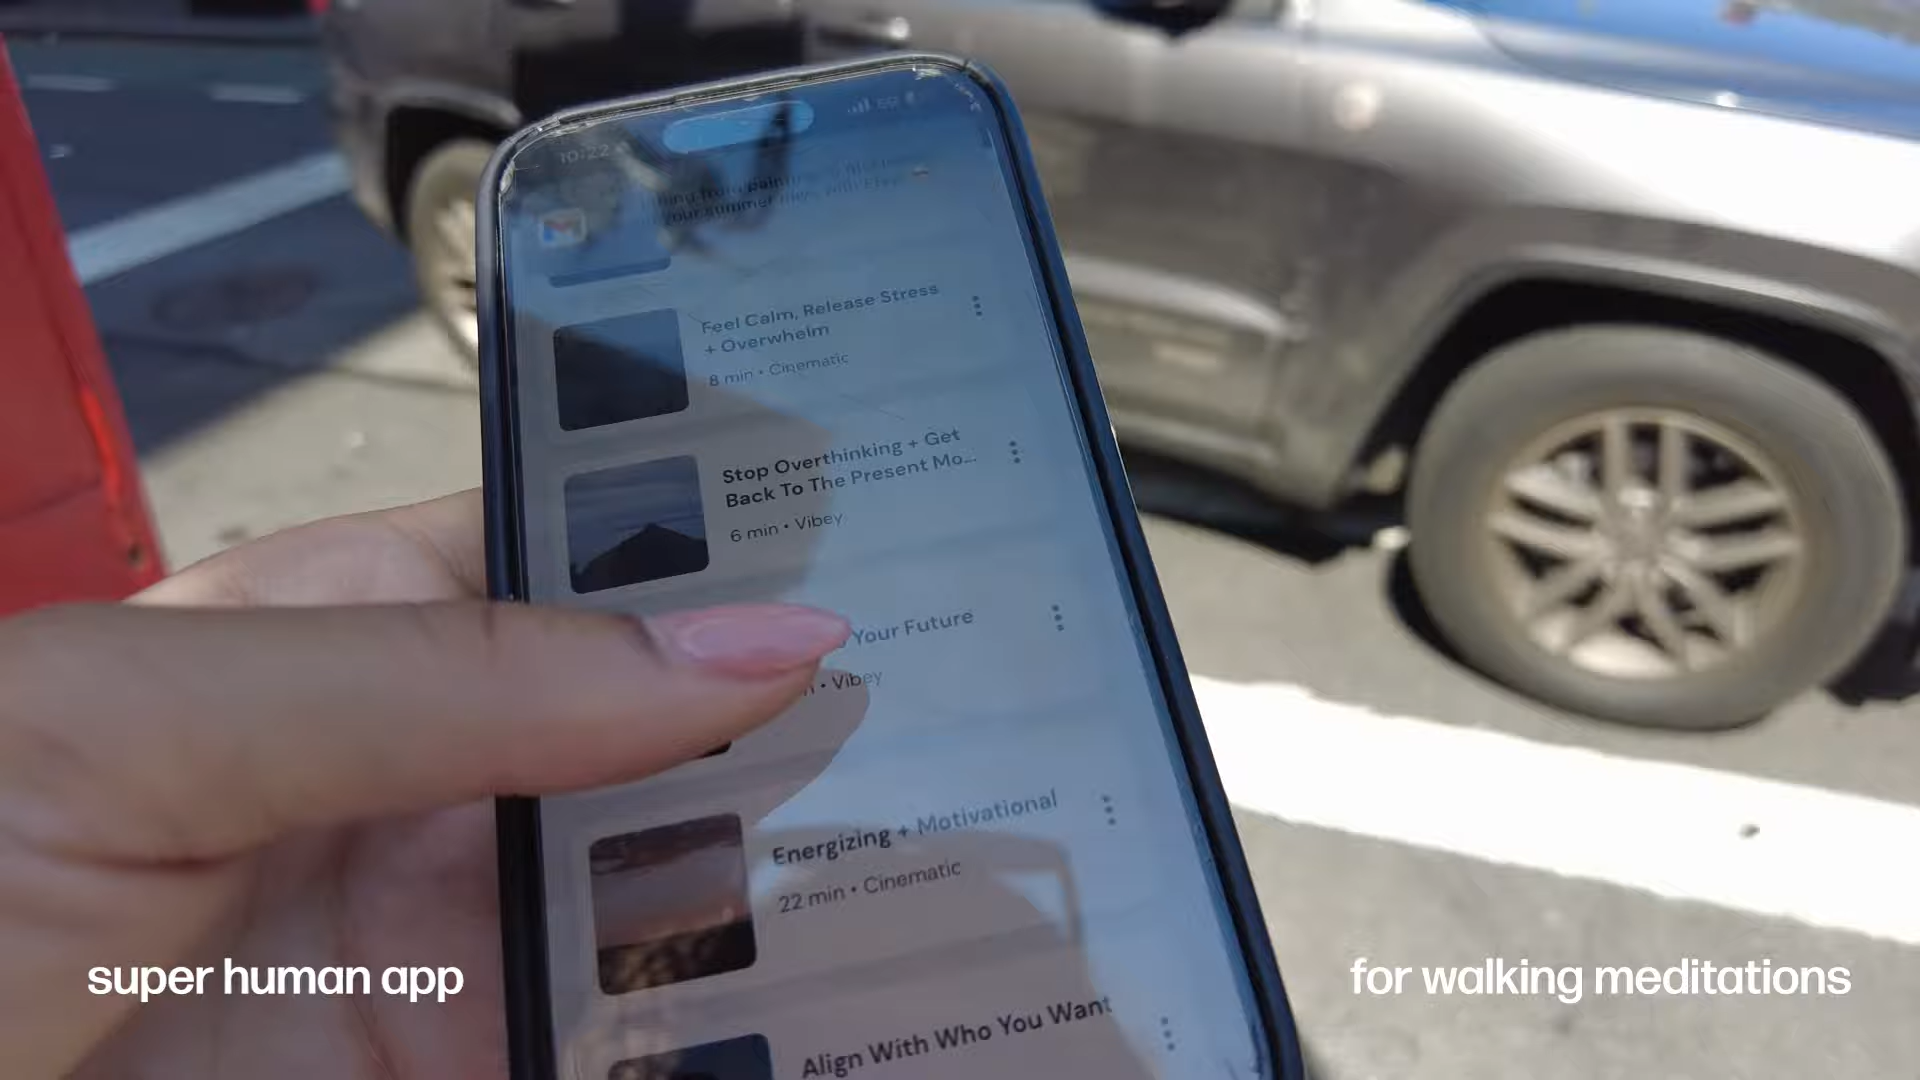 10:22
your summer
Feel Calm, Release Stress
+ Overwhelm
8 min • Cinematic
Stop Overthinking + Get
Back To The Present Mo...
6 min • Vibey
Your Future
• Vibey
Energizing + Motivational
22 min • Cinematic
Align With Who You Want
super human app
for walking meditations